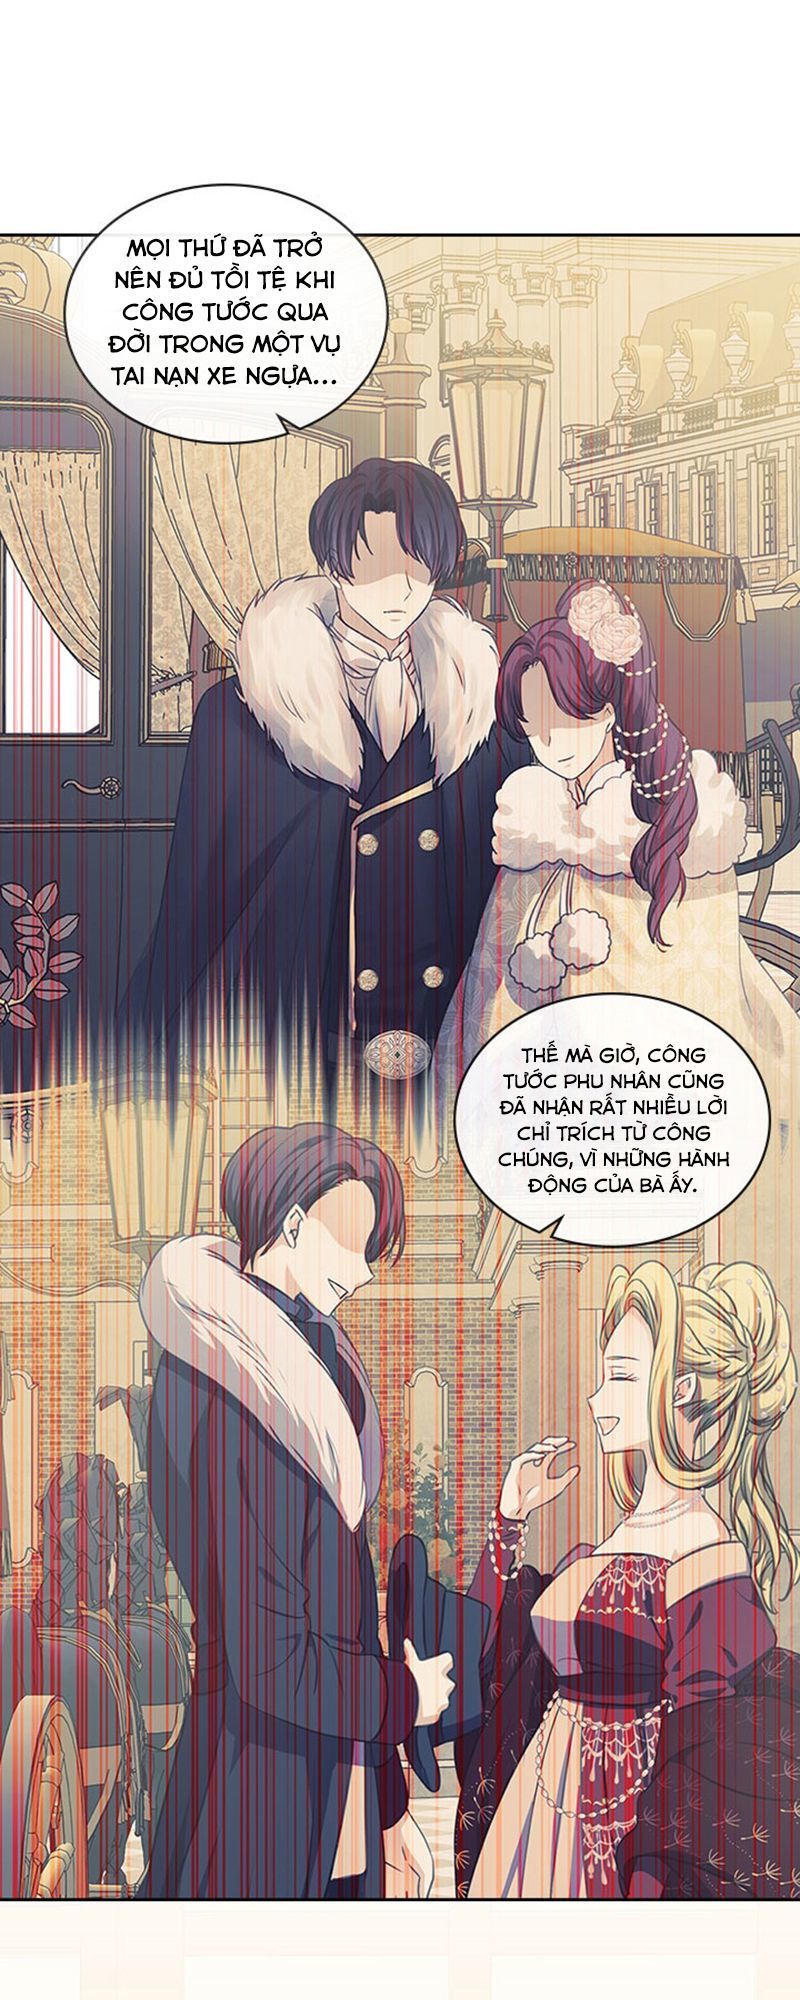 MỌI THỨ ĐÃ TRỞ
NÊN ĐỦ TỒI TỆ KHI
CÔNG TƯỚC QUA
ĐỜI TRONG MỘT VỤ
TAI NẠN XE NGỰA...
THẾ MÀ GIỜ, CÔNG
TƯỚC PHU NHÂN CŨNG
ĐÃ NHẬN RẤT NHIỀU LỜI
CHỈ TRÍCH TỪ CÔNG
CHÚNG, VÌ NHỮNG HÀNH
ĐỘNG CỦA BÀ ẤY.